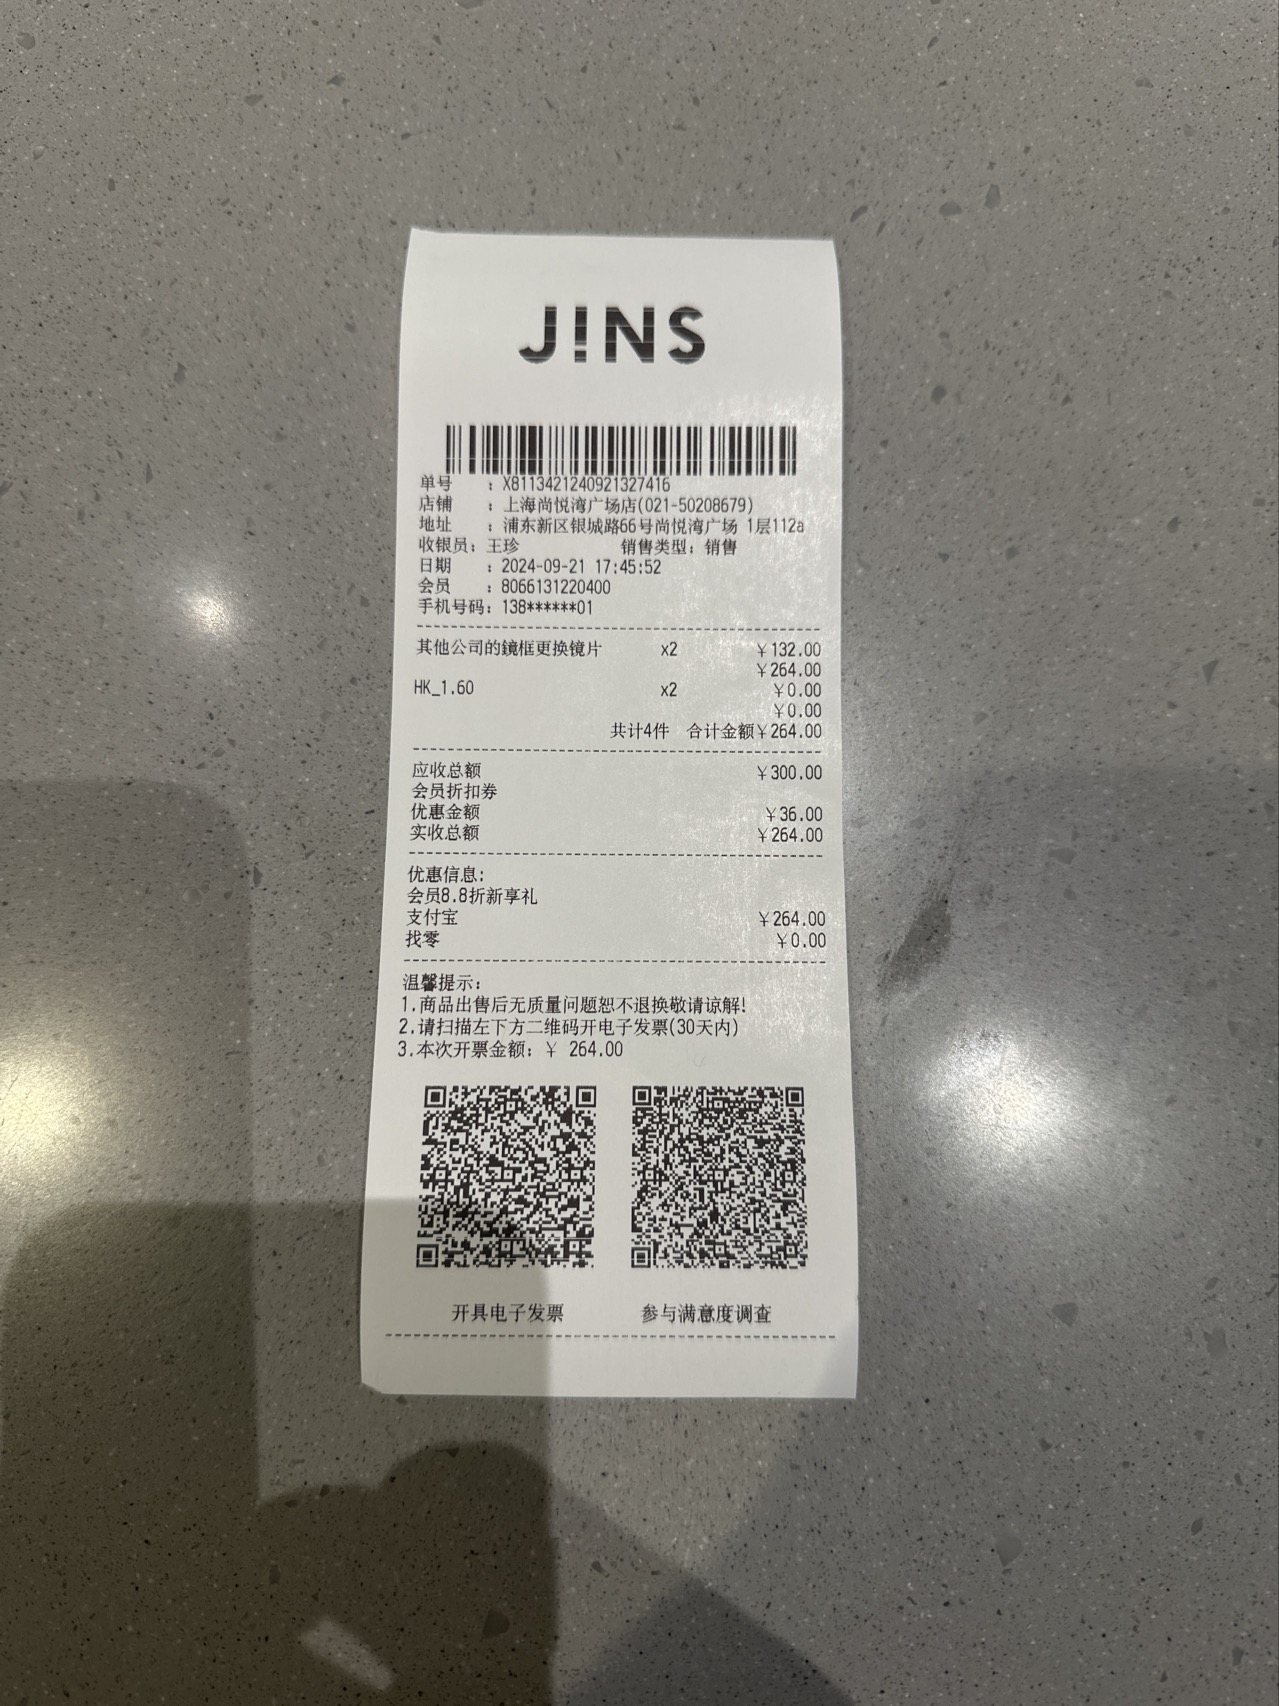 J!NS
单号 : X8113421240921327416
店铺 : 上海尚悦湾广场店(021-50208679)
地址 : 浦东新区银城路66号尚悦湾广场 1层112a
收银员: 王珍 销售类型: 销售
日期 : 2024-09-21 17:45:52
会员 : 8066131220400
手机号码: 138******01
其他公司的鏡框更换镜片 x2 ¥132.00
¥264.00
HK_1.60 x2 ¥0.00
¥0.00
共计4件 合计金额¥264.00
应收总额 ¥300.00
会员折扣券
优惠金额 ¥36.00
实收总额 ¥264.00
优惠信息:
会员8.8折新享礼
支付宝 ¥264.00
找零 ¥0.00
温馨提示:
1.商品出售后无质量问题恕不退换敬请谅解!
2.请扫描左下方二维码开电子发票(30天内)
3.本次开票金额: ¥ 264.00
开具电子发票 参与满意度调查